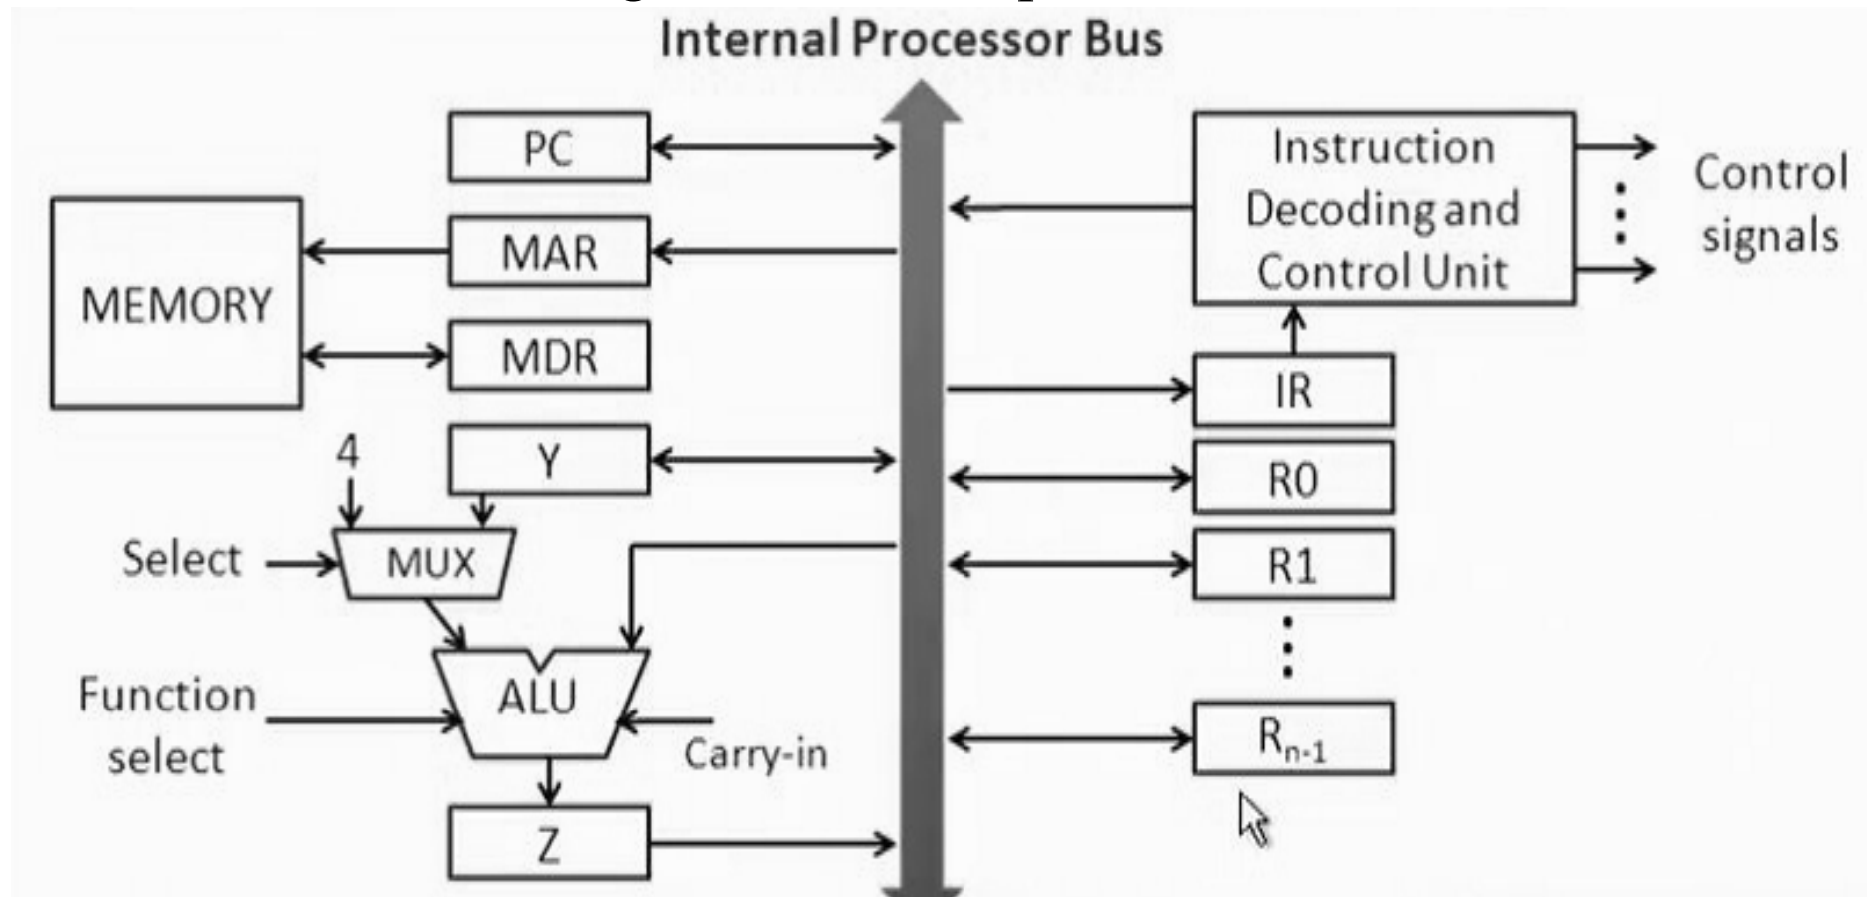 Internal Processor Bus
PC
MAR
MEMORY
MDR
4
Y
Select
MUX
Function
select
ALU
Carry-in
Z
Instruction
Decoding and
Control Unit
Control
signals
IR
R0
R1
Rn-1